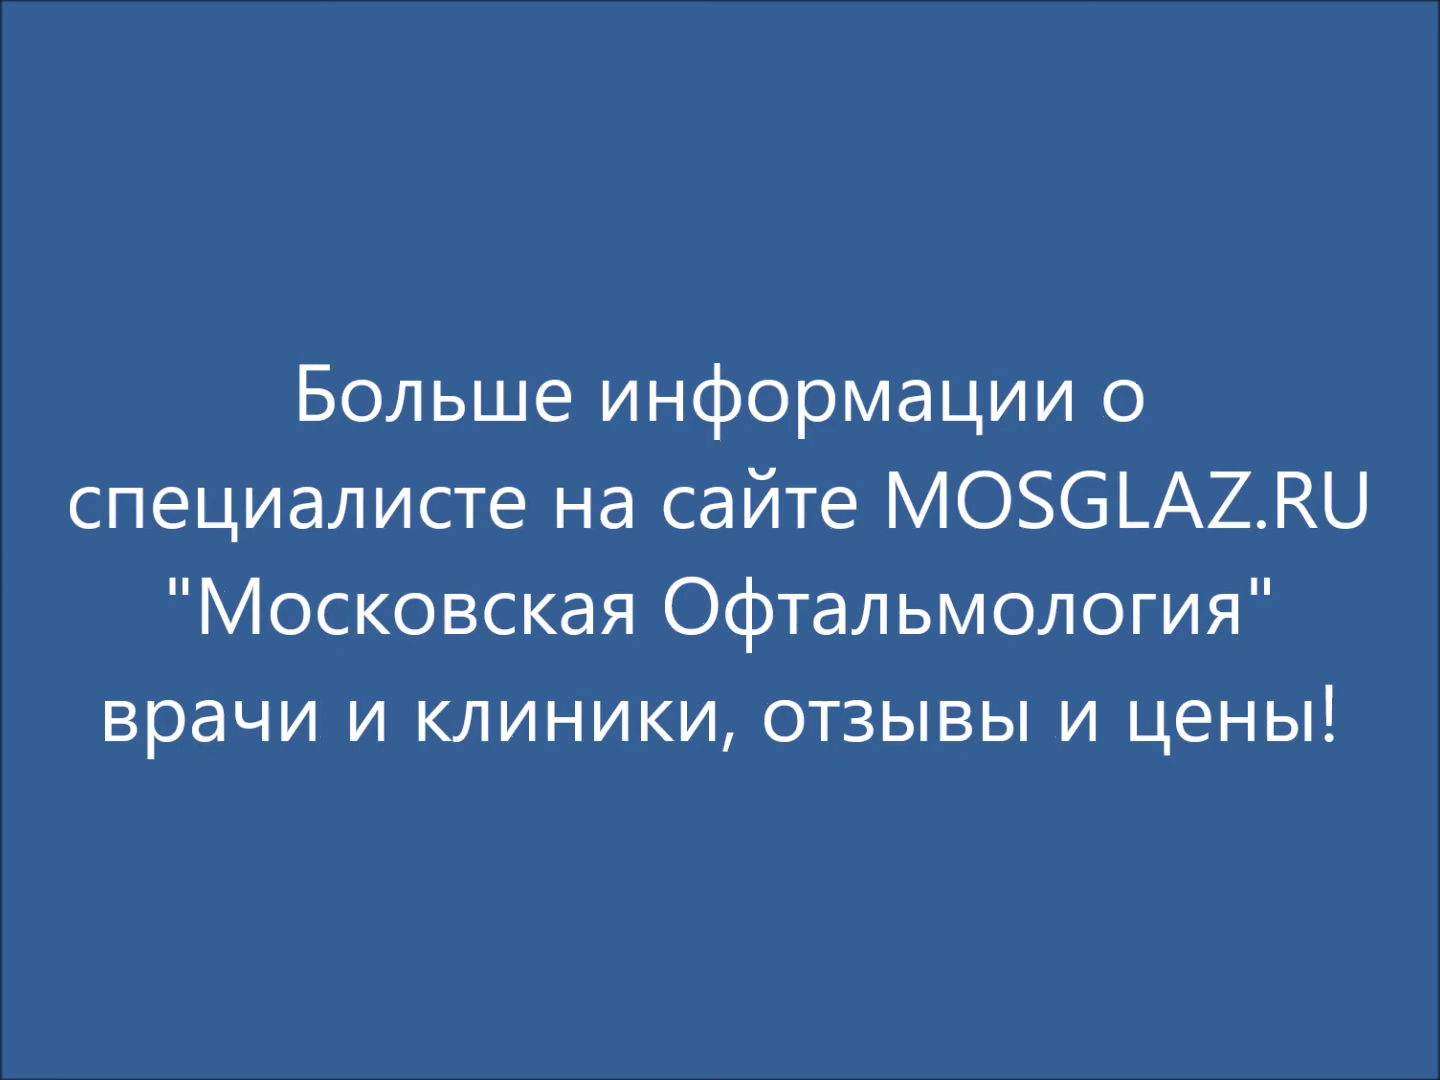 Больше информации о
специалисте на сайте MOSGLAZ.RU
"Московская Офтальмология"
врачи и клиники, отзывы и цены!